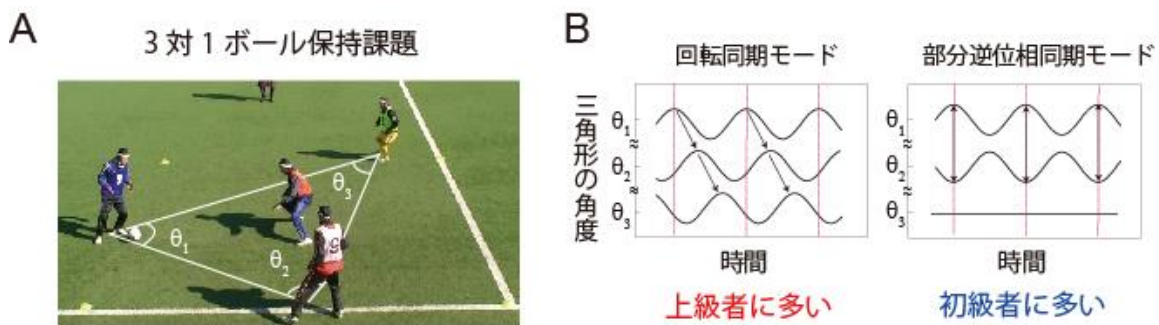 A
3対1ボール保持課題
θ1
θ2
θ3
9
B
回転同期モード
部分逆位相同期モード
三角形の角度
θ1
≈
θ2
≈
θ3
θ1
≈
θ2
≈
θ3
時間
時間
上級者に多い
初級者に多い